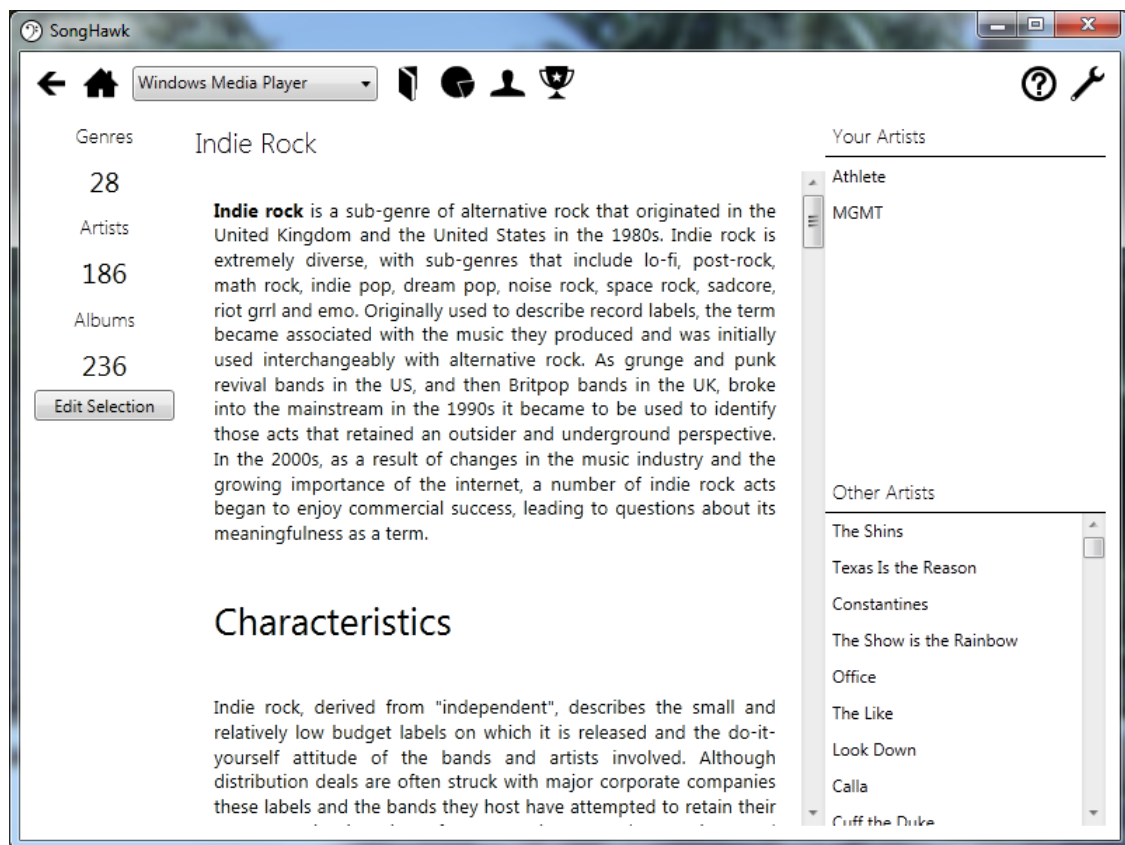 SongHawk
Windows Media Player
Genres
28
Artists
186
Albums
236
Edit Selection
Indie Rock
Indie rock is a sub-genre of alternative rock that originated in the
United Kingdom and the United States in the 1980s. Indie rock is
extremely diverse, with sub-genres that include lo-fi, post-rock,
math rock, indie pop, dream pop, noise rock, space rock, sadcore,
riot grrl and emo. Originally used to describe record labels, the term
became associated with the music they produced and was initially
used interchangeably with alternative rock. As grunge and punk
revival bands in the US, and then Britpop bands in the UK, broke
into the mainstream in the 1990s it became to be used to identify
those acts that retained an outsider and underground perspective.
In the 2000s, as a result of changes in the music industry and the
growing importance of the internet, a number of indie rock acts
began to enjoy commercial success, leading to questions about its
meaningfulness as a term.
Characteristics
Indie rock, derived from "independent", describes the small and
relatively low budget labels on which it is released and the do-it-
yourself attitude of the bands and artists involved. Although
distribution deals are often struck with major corporate companies
these labels and the bands they host have attempted to retain their
Your Artists
Athlete
MGMT
Other Artists
The Shins
Texas Is the Reason
Constantines
The Show is the Rainbow
Office
The Like
Look Down
Calla
Cuff the Duke